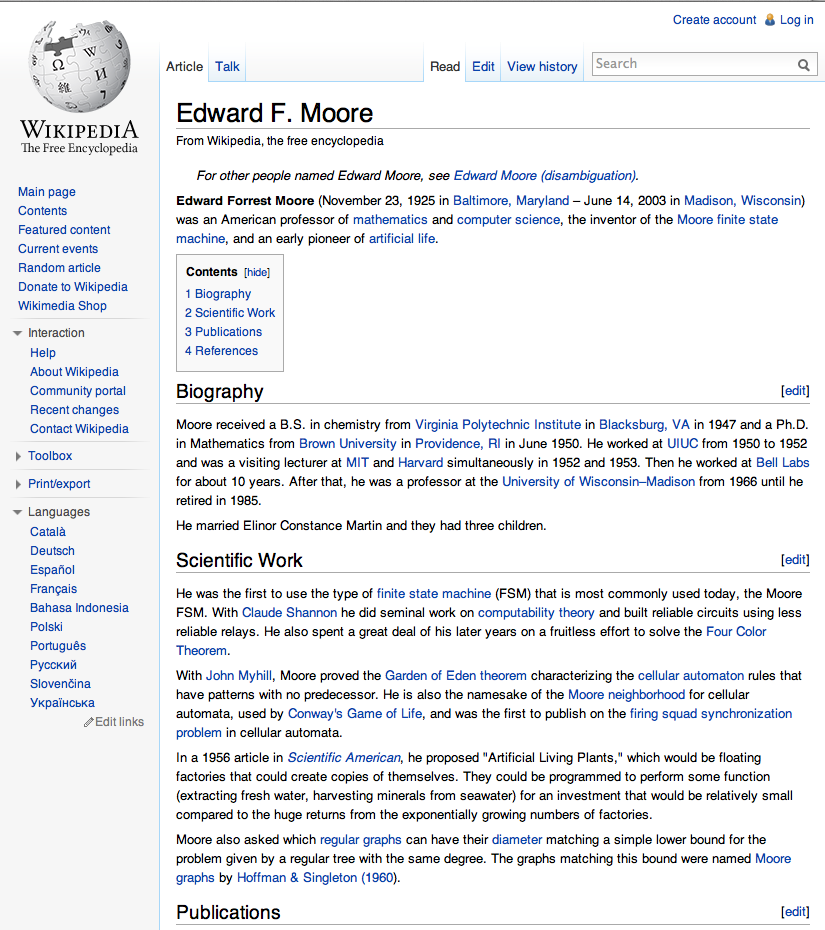 Create account Log in
Article Talk Read Edit View history Search
WIKIPEDIA
The Free Encyclopedia
Main page
Contents
Featured content
Current events
Random article
Donate to Wikipedia
Wikimedia Shop
Interaction
Help
About Wikipedia
Community portal
Recent changes
Contact Wikipedia
Toolbox
Print/export
Languages
Català
Deutsch
Español
Français
Bahasa Indonesia
Polski
Português
Русский
Slovenčina
Українська
Edit links
Edward F. Moore
From Wikipedia, the free encyclopedia
For other people named Edward Moore, see Edward Moore (disambiguation).
Edward Forrest Moore (November 23, 1925 in Baltimore, Maryland – June 14, 2003 in Madison, Wisconsin)
was an American professor of mathematics and computer science, the inventor of the Moore finite state
machine, and an early pioneer of artificial life.
Contents [hide]
1 Biography
2 Scientific Work
3 Publications
4 References
Biography [edit]
Moore received a B.S. in chemistry from Virginia Polytechnic Institute in Blacksburg, VA in 1947 and a Ph.D.
in Mathematics from Brown University in Providence, RI in June 1950. He worked at UIUC from 1950 to 1952
and was a visiting lecturer at MIT and Harvard simultaneously in 1952 and 1953. Then he worked at Bell Labs
for about 10 years. After that, he was a professor at the University of Wisconsin–Madison from 1966 until he
retired in 1985.
He married Elinor Constance Martin and they had three children.
Scientific Work [edit]
He was the first to use the type of finite state machine (FSM) that is most commonly used today, the Moore
FSM. With Claude Shannon he did seminal work on computability theory and built reliable circuits using less
reliable relays. He also spent a great deal of his later years on a fruitless effort to solve the Four Color
Theorem.
With John Myhill, Moore proved the Garden of Eden theorem characterizing the cellular automaton rules that
have patterns with no predecessor. He is also the namesake of the Moore neighborhood for cellular
automata, used by Conway's Game of Life, and was the first to publish on the firing squad synchronization
problem in cellular automata.
In a 1956 article in Scientific American, he proposed "Artificial Living Plants," which would be floating
factories that could create copies of themselves. They could be programmed to perform some function
(extracting fresh water, harvesting minerals from seawater) for an investment that would be relatively small
compared to the huge returns from the exponentially growing numbers of factories.
Moore also asked which regular graphs can have their diameter matching a simple lower bound for the
problem given by a regular tree with the same degree. The graphs matching this bound were named Moore
graphs by Hoffman & Singleton (1960).
Publications [edit]